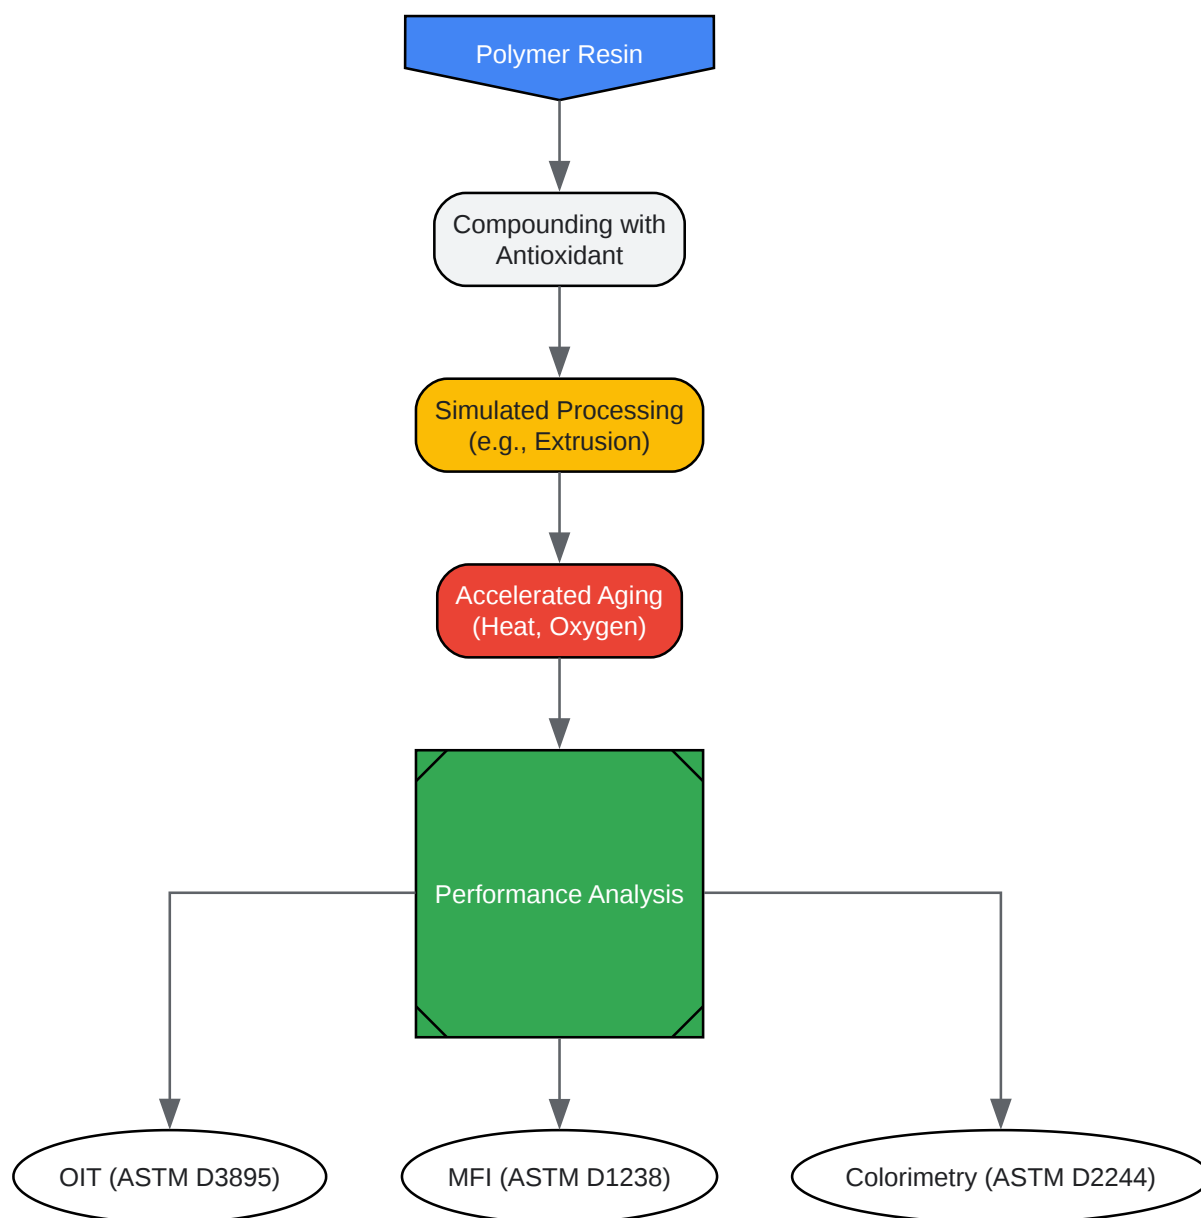 Polymer Resin
Compounding with
Antioxidant
Simulated Processing
(e.g., Extrusion)
Accelerated Aging
(Heat, Oxygen)
Performance Analysis
OIT (ASTM D3895)
MFI (ASTM D1238)
Colorimetry (ASTM D2244)